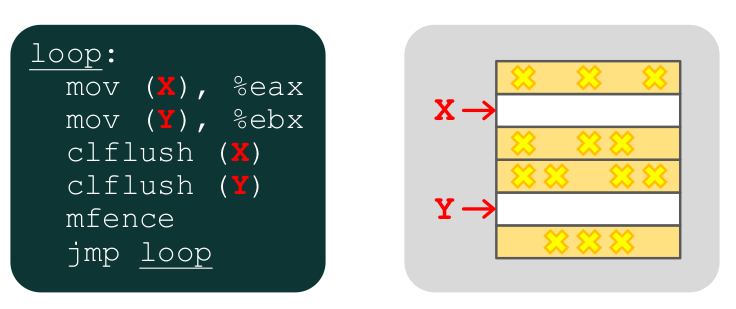 loop:
mov (X), %eax
mov (Y), %ebx
clflush (X)
clflush (Y)
mfence
jmp loop
X
Y